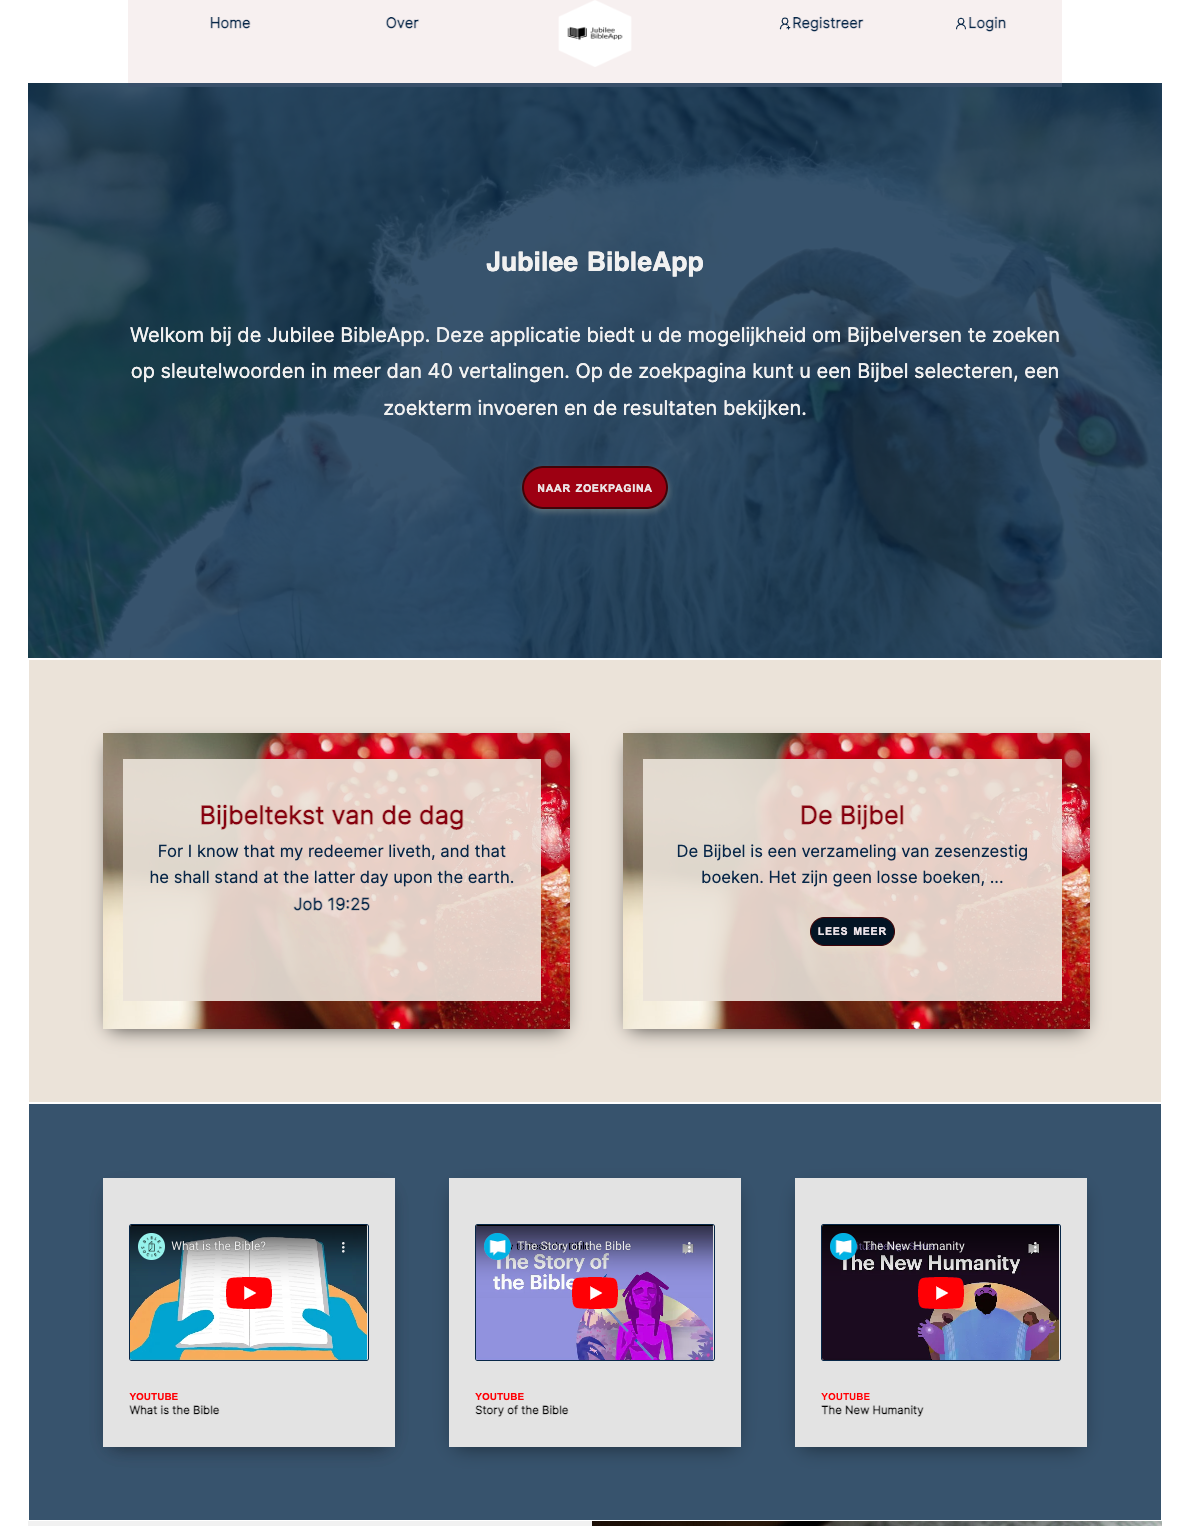 Home
Over
Jubilee
BibleApp
Registreer
Login
Jubilee BibleApp
Welkom bij de Jubilee BibleApp. Deze applicatie biedt u de mogelijkheid om Bijbelversen te zoeken
op sleutelwoorden in meer dan 40 vertalingen. Op de zoekpagina kunt u een Bijbel selecteren, een
zoekterm invoeren en de resultaten bekijken.
NAAR ZOEKPAGINA
Bijbeltekst van de dag
For I know that my redeemer liveth, and that
he shall stand at the latter day upon the earth.
Job 19:25
De Bijbel
De Bijbel is een verzameling van zesenzestig
boeken. Het zijn geen losse boeken, ...
LEES MEER
What is the Bible?
YOUTUBE
What is the Bible
The Story of the Bible
The Story of
the Bible
YOUTUBE
Story of the Bible
The New Humanity
The New Humanity
YOUTUBE
The New Humanity